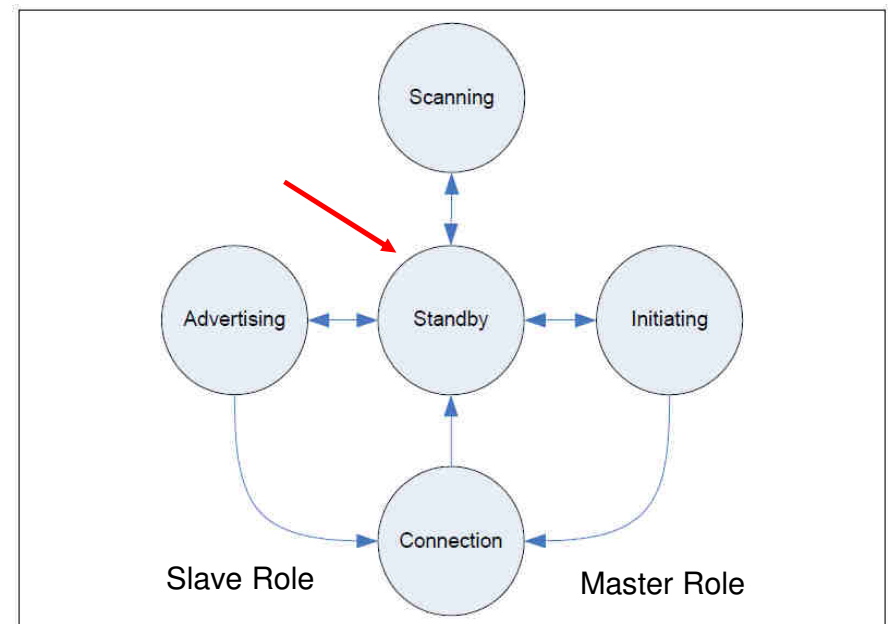 Scanning
Advertising
Standby
Initiating
Connection
Slave Role
Master Role